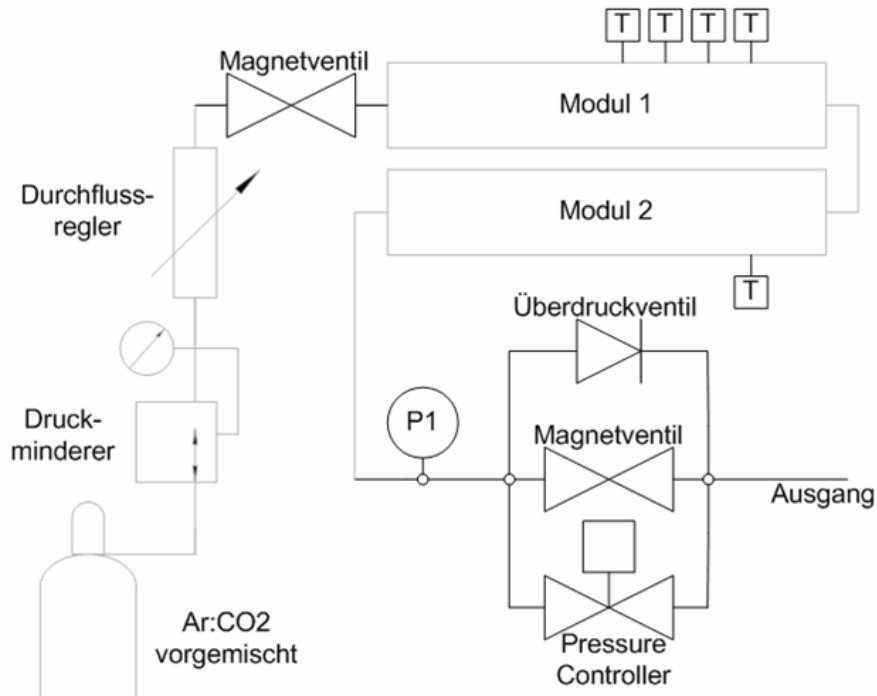 T T T T
Magnetventil
Modul 1
Durchfluss-
regler
Modul 2
T
Überdruckventil
P1
Druck-
minderer
Magnetventil
Ausgang
Ar:CO2
vorgemischt
Pressure
Controller